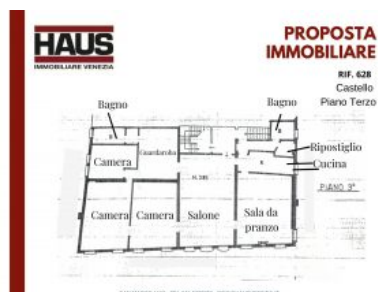 HAUS
IMMOBILIARE VENEZIA
PROPOSTA
IMMOBILIARE
RIF. 628
Castello
Piano Terzo
Bagno
Bagno
Guardaroba
Ripostiglio
Camera
Cucina
PIANO 3°
Camera
Camera
Salone
Sala da
pranzo